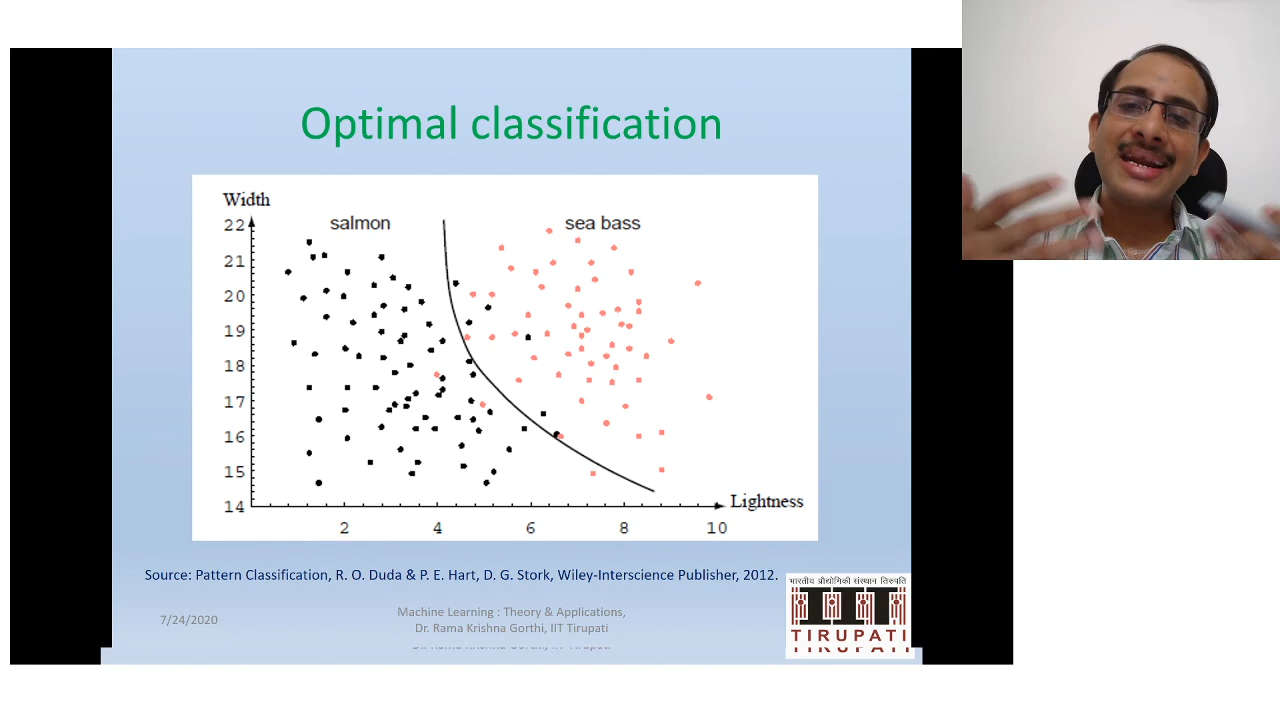 Optimal classification
Width
salmon
sea bass
22
21
20
19
18
17
16
15
14
2
4
6
8
10
Lightness
Source: Pattern Classification, R. O. Duda & P. E. Hart, D. G. Stork, Wiley-Interscience Publisher, 2012.
7/24/2020
Machine Learning : Theory & Applications,
Dr. Rama Krishna Gorthi, IIT Tirupati
भारतीय प्रौद्योगिकी संस्थान तिरुपति
TIRUPATI